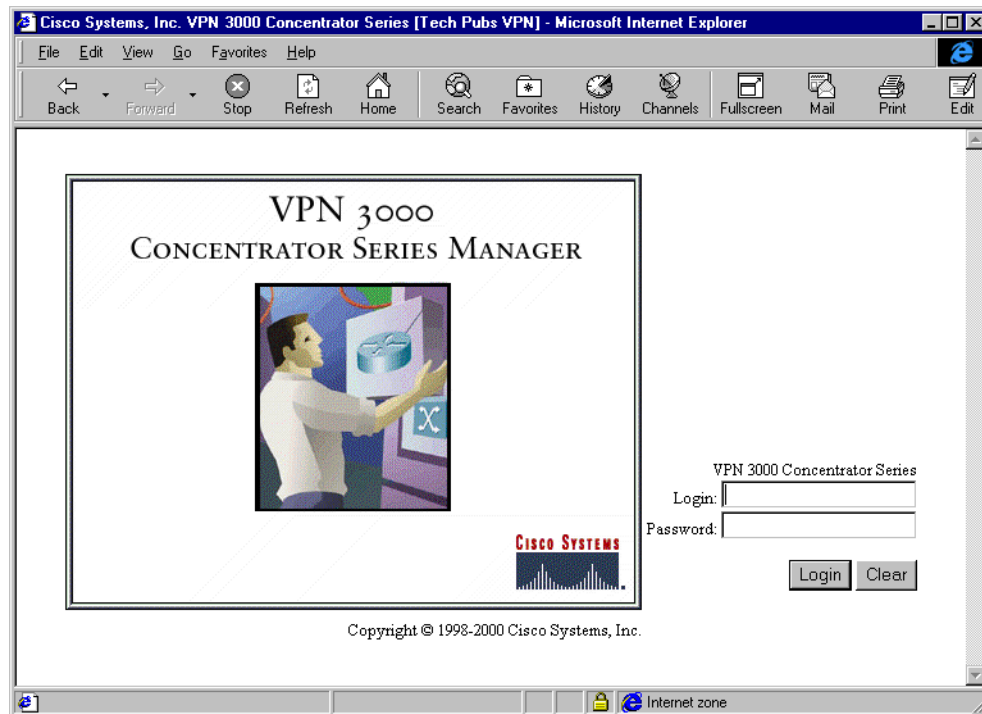 Cisco Systems, Inc. VPN 3000 Concentrator Series [Tech Pubs VPN] - Microsoft Internet Explorer
File Edit View Go Favorites Help
Back Forward Stop Refresh Home Search Favorites History Channels Fullscreen Mail Print Edit
VPN 3000
CONCENTRATOR SERIES MANAGER
VPN 3000 Concentrator Series
Login:
Password:
CISCO SYSTEMS
Login Clear
Copyright © 1998-2000 Cisco Systems, Inc.
Internet zone